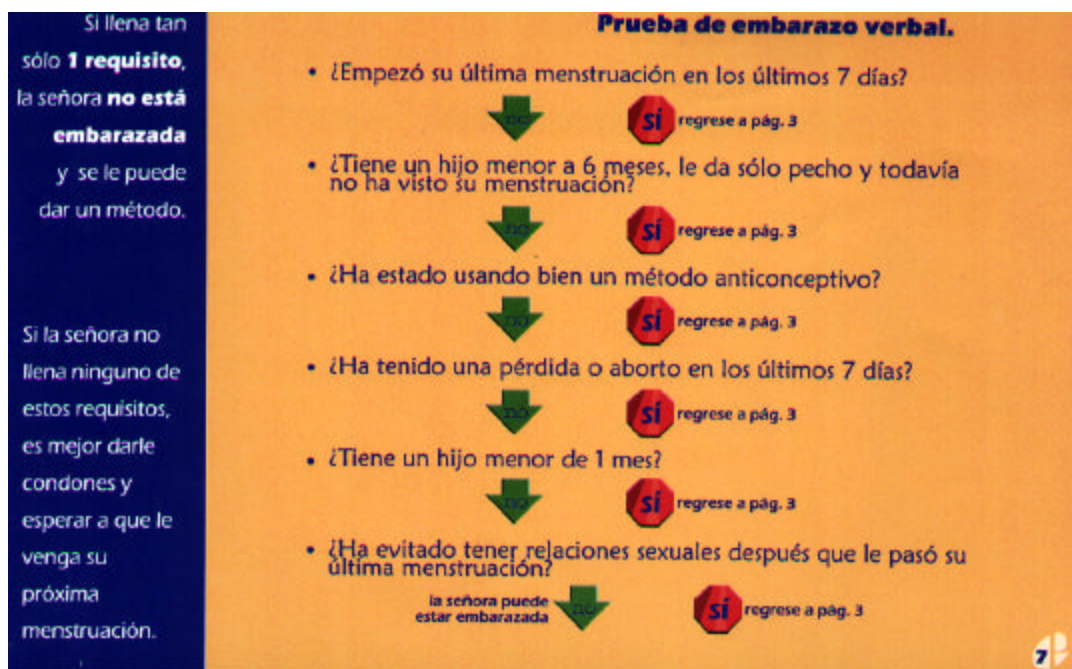 Si llena tan
sólo 1 requisito,
la señora no está
embarazada
y se le puede
dar un método.
Si la señora no
llena ninguno de
estos requisitos,
es mejor darle
condones y
esperar a que le
venga su
próxima
menstruación.
Prueba de embarazo verbal.
• ¿Empezó su última menstruación en los últimos 7 días?
no SÍ regrese a pág. 3
• ¿Tiene un hijo menor a 6 meses, le da sólo pecho y todavía
no ha visto su menstruación?
no SÍ regrese a pág. 3
• ¿Ha estado usando bien un método anticonceptivo?
no SÍ regrese a pág. 3
• ¿Ha tenido una pérdida o aborto en los últimos 7 días?
no SÍ regrese a pág. 3
• ¿Tiene un hijo menor de 1 mes?
no SÍ regrese a pág. 3
• ¿Ha evitado tener relaciones sexuales después que le pasó su
última menstruación?
la señora puede
estar embarazada no SÍ regrese a pág. 3
7